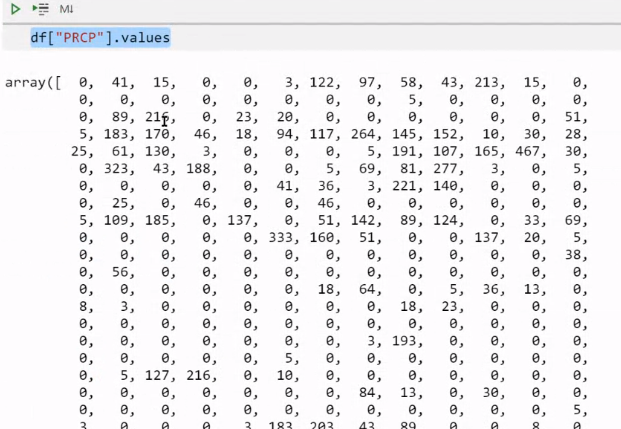 M↓
df["PRCP"].values
array([ 0, 41, 15, 0, 0, 3, 122, 97, 58, 43, 213, 15, 0,
0, 0, 0, 0, 0, 0, 0, 0, 5, 0, 0, 0, 0,
0, 89, 216, 0, 23, 20, 0, 0, 0, 0, 0, 0, 51,
5, 183, 170, 46, 18, 94, 117, 264, 145, 152, 10, 30, 28,
25, 61, 130, 3, 0, 0, 0, 5, 191, 107, 165, 467, 30,
0, 323, 43, 188, 0, 0, 5, 69, 81, 277, 3, 0, 5,
0, 0, 0, 0, 0, 41, 36, 3, 221, 140, 0, 0, 0,
0, 25, 0, 46, 0, 0, 46, 0, 0, 0, 0, 0, 0,
5, 109, 185, 0, 137, 0, 51, 142, 89, 124, 0, 33, 69,
0, 0, 0, 0, 0, 333, 160, 51, 0, 0, 137, 20, 5,
0, 0, 0, 0, 0, 0, 0, 0, 0, 0, 0, 0, 38,
0, 56, 0, 0, 0, 0, 0, 0, 0, 0, 0, 0, 0,
0, 0, 0, 0, 0, 0, 18, 64, 0, 5, 36, 13, 0,
8, 3, 0, 0, 0, 0, 0, 0, 18, 23, 0, 0, 0,
0, 0, 0, 0, 0, 0, 0, 0, 0, 0, 0, 0, 0,
0, 0, 0, 0, 0, 0, 0, 3, 193, 0, 0, 0, 0,
0, 0, 0, 0, 0, 5, 0, 0, 0, 0, 0, 0, 0,
0, 5, 127, 216, 0, 10, 0, 0, 0, 0, 0, 0, 0,
0, 0, 0, 0, 0, 0, 0, 84, 13, 0, 30, 0, 0,
0, 0, 0, 0, 0, 0, 0, 0, 0, 0, 0, 0, 5,
3, 0, 0, 0, 3, 183, 203, 43, 89, 0, 0, 8, 0,